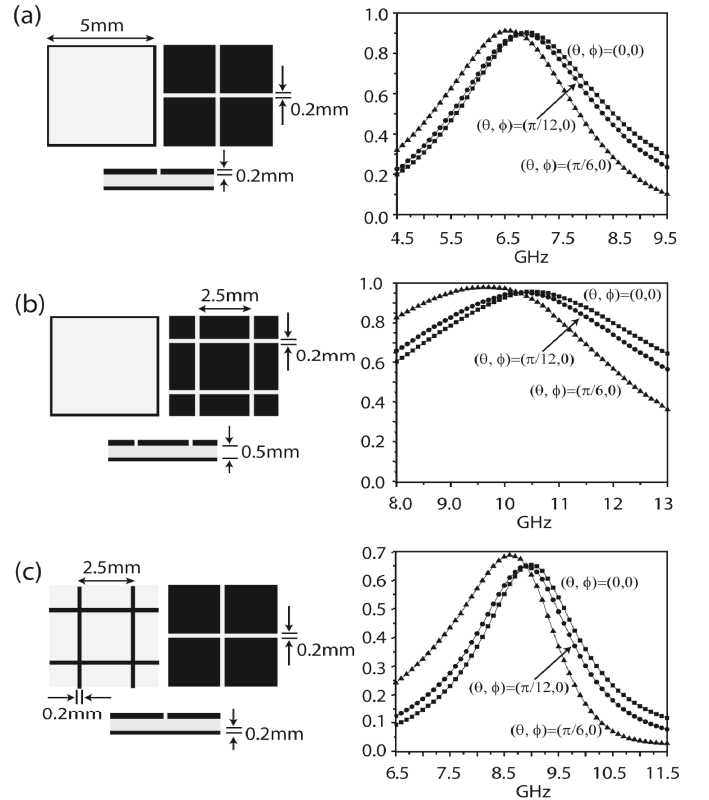 (a)
5mm
0.2mm
0.2mm
1.0
0.8
0.6
0.4
0.2
0.0
(θ, ϕ)=(0,0)
(θ, ϕ)=(π/12,0)
(θ, ϕ)=(π/6,0)
4.5 5.5 6.5 7.5 8.5 9.5
GHz
(b)
2.5mm
0.2mm
0.5mm
1.0
0.8
0.6
0.4
0.2
0.0
(θ, ϕ)=(0,0)
(θ, ϕ)=(π/12,0)
(θ, ϕ)=(π/6,0)
8.0 9.0 10 11 12 13
GHz
(c)
2.5mm
0.2mm
0.2mm
0.2mm
0.7
0.6
0.5
0.4
0.3
0.2
0.1
0.0
(θ, ϕ)=(0,0)
(θ, ϕ)=(π/12,0)
(θ, ϕ)=(π/6,0)
6.5 7.5 8.5 9.5 10.5 11.5
GHz